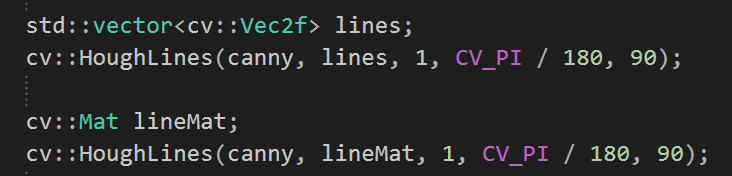 std::vector<cv::Vec2f> lines;
cv::HoughLines(canny, lines, 1, CV_PI / 180, 90);
cv::Mat lineMat;
cv::HoughLines(canny, lineMat, 1, CV_PI / 180, 90);